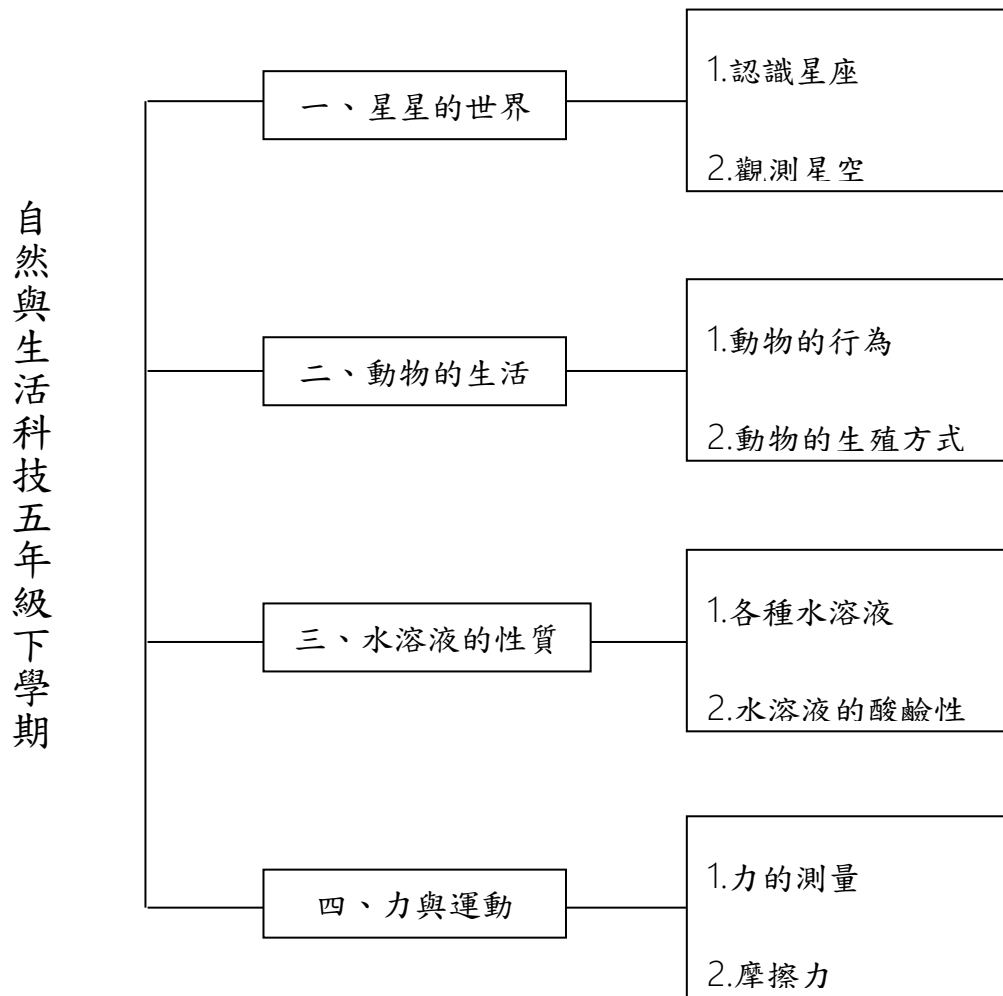 自然與生活科技五年級下學期
一、星星的世界
1.認識星座
2.觀測星空
二、動物的生活
1.動物的行為
2.動物的生殖方式
三、水溶液的性質
1.各種水溶液
2.水溶液的酸鹼性
四、力與運動
1.力的測量
2.摩擦力